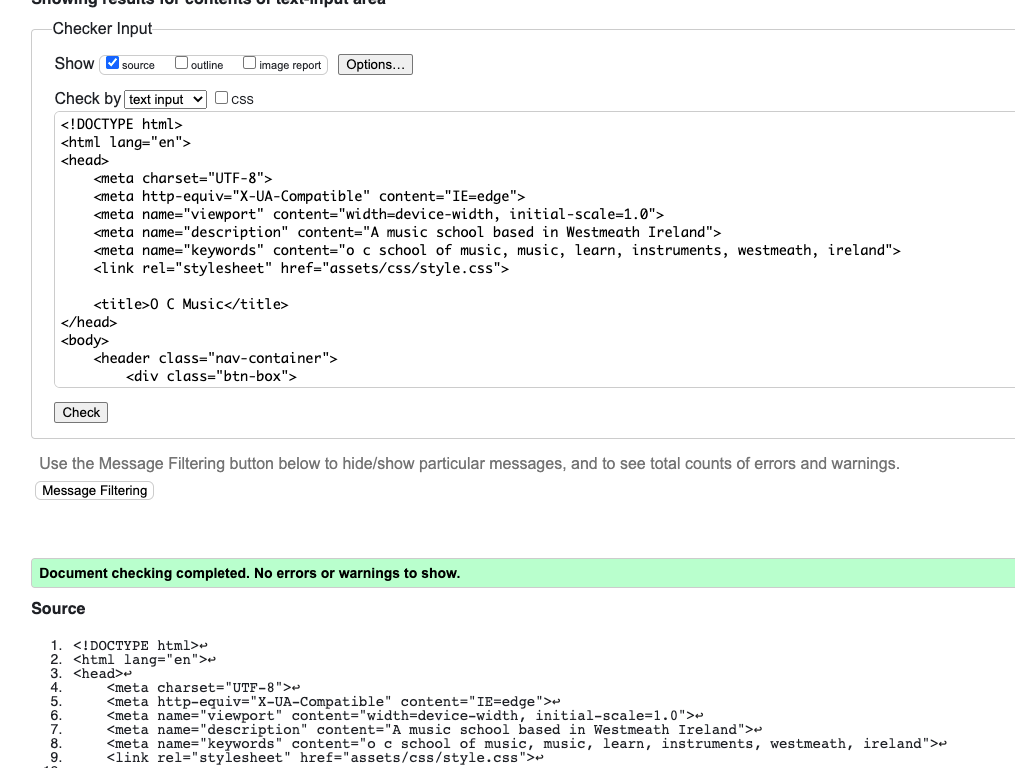 Showing results for contents of text-input area
Checker Input
Show source outline image report Options...
Check by text input CSS
<!DOCTYPE html>
<html lang="en">
<head>
    <meta charset="UTF-8">
    <meta http-equiv="X-UA-Compatible" content="IE=edge">
    <meta name="viewport" content="width=device-width, initial-scale=1.0">
    <meta name="description" content="A music school based in Westmeath Ireland">
    <meta name="keywords" content="o c school of music, music, learn, instruments, westmeath, ireland">
    <link rel="stylesheet" href="assets/css/style.css">
    <title>O C Music</title>
</head>
<body>
    <header class="nav-container">
        <div class="btn-box">
Check
Use the Message Filtering button below to hide/show particular messages, and to see total counts of errors and warnings.
Message Filtering
Document checking completed. No errors or warnings to show.
Source
1. <!DOCTYPE html>↩
2. <html lang="en">↩
3. <head>↩
4.     <meta charset="UTF-8">↩
5.     <meta http-equiv="X-UA-Compatible" content="IE=edge">↩
6.     <meta name="viewport" content="width=device-width, initial-scale=1.0">↩
7.     <meta name="description" content="A music school based in Westmeath Ireland">↩
8.     <meta name="keywords" content="o c school of music, music, learn, instruments, westmeath, ireland">↩
9.     <link rel="stylesheet" href="assets/css/style.css">↩